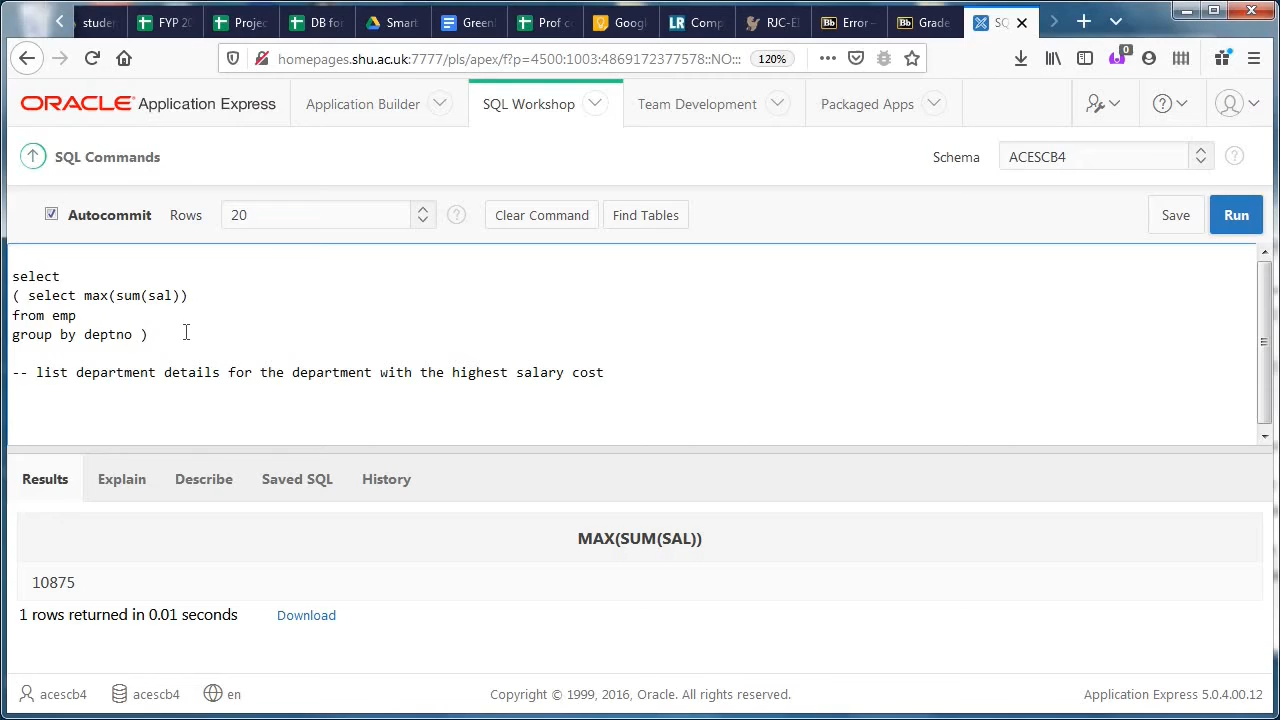 studen FYP 20 Projec DB for Smart Green Prof c Googl LR Comp RJC-El Bb Error – Bb Grade SQ
homepages.shu.ac.uk:7777/pls/apex/f?p=4500:1003:4869172377578::NO::: 120% 0
ORACLE Application Express Application Builder SQL Workshop Team Development Packaged Apps
SQL Commands Schema ACESCB4
Autocommit Rows 20 Clear Command Find Tables Save Run
select
( select max(sum(sal))
from emp
group by deptno )
-- list department details for the department with the highest salary cost
Results Explain Describe Saved SQL History
MAX(SUM(SAL))
10875
1 rows returned in 0.01 seconds Download
acescb4 acescb4 en Copyright © 1999, 2016, Oracle. All rights reserved. Application Express 5.0.4.00.12